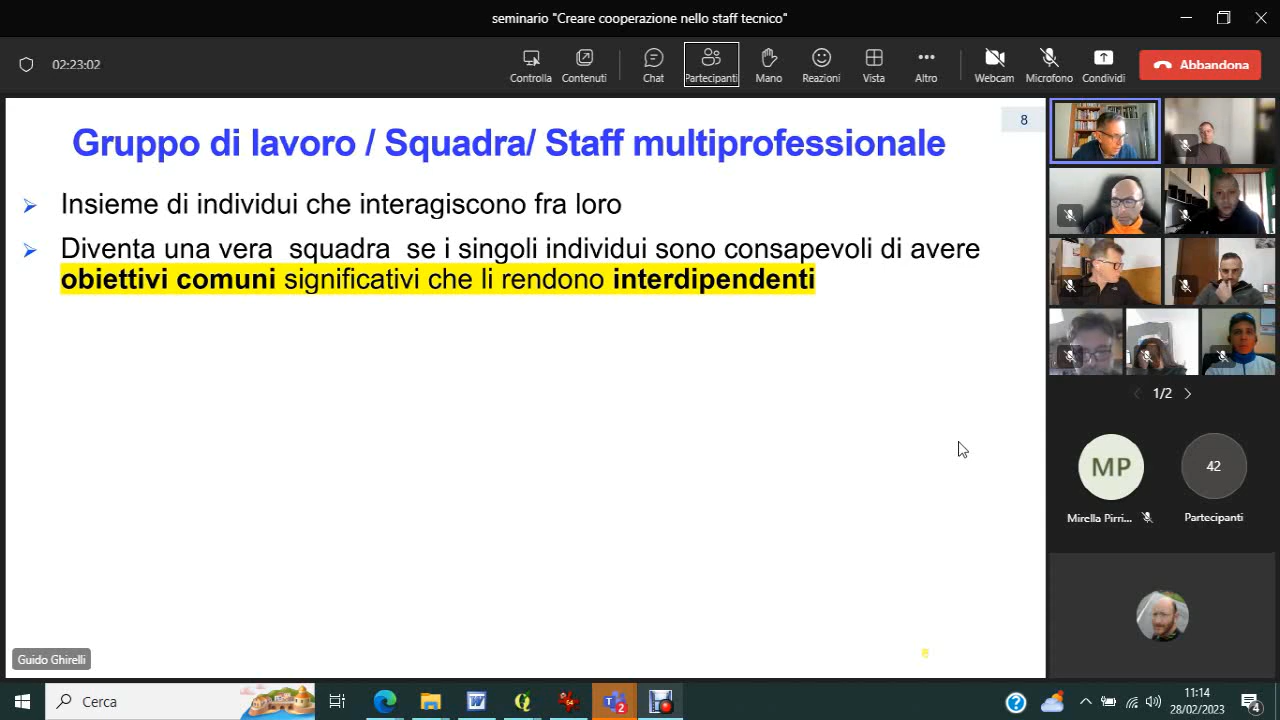 seminario "Creare cooperazione nello staff tecnico"
02:23:02
Controlla
Contenuti
Chat
Partecipanti
Mano
Reazioni
Vista
Altro
Webcam
Microfono
Condividi
Abbandona
8
Gruppo di lavoro / Squadra/ Staff multiprofessionale
Insieme di individui che interagiscono fra loro
Diventa una vera squadra se i singoli individui sono consapevoli di avere
obiettivi comuni significativi che li rendono interdipendenti
1/2
MP
42
Mirella Pirri...
Partecipanti
Guido Ghirelli
Cerca
2
11:14
28/02/2023
4